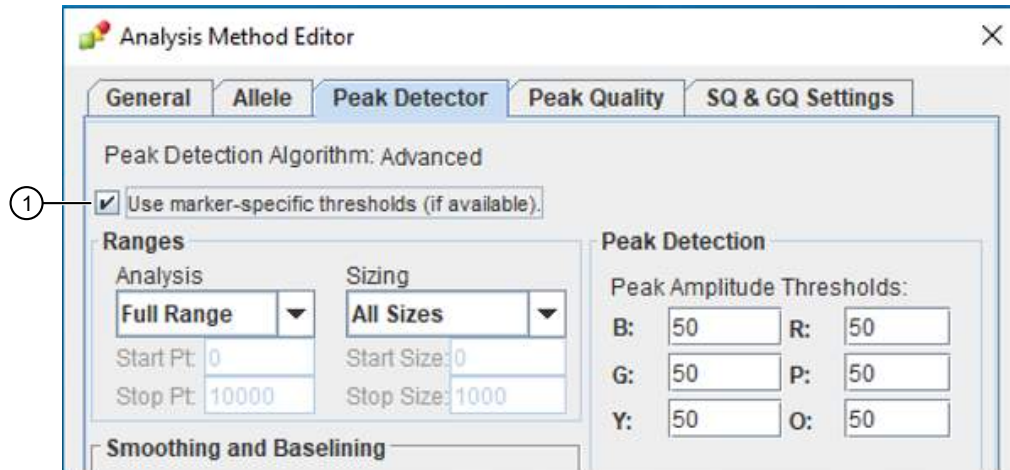 Analysis Method Editor
General Allele Peak Detector Peak Quality SQ & GQ Settings
Peak Detection Algorithm: Advanced
1 Use marker-specific thresholds (if available).
Ranges
Analysis Sizing
Full Range All Sizes
Start Pt: 0 Start Size: 0
Stop Pt: 10000 Stop Size: 1000
Peak Detection
Peak Amplitude Thresholds:
B: 50 R: 50
G: 50 P: 50
Y: 50 O: 50
Smoothing and Baselining